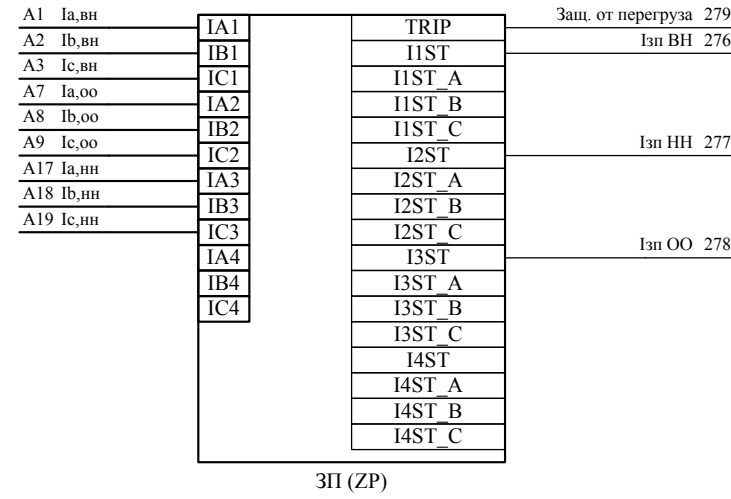 A1 Ia,вн
A2 Ib,вн
A3 Ic,вн
A7 Ia,оо
A8 Ib,оо
A9 Ic,оо
A17 Ia,нн
A18 Ib,нн
A19 Ic,нн
IA1
IB1
IC1
IA2
IB2
IC2
IA3
IB3
IC3
IA4
IB4
IC4
TRIP
I1ST
I1ST_A
I1ST_B
I1ST_C
I2ST
I2ST_A
I2ST_B
I2ST_C
I3ST
I3ST_A
I3ST_B
I3ST_C
I4ST
I4ST_A
I4ST_B
I4ST_C
Защ. от перегруза 279
Iзп ВН 276
Iзп НН 277
Iзп ОО 278
ЗП (ZP)